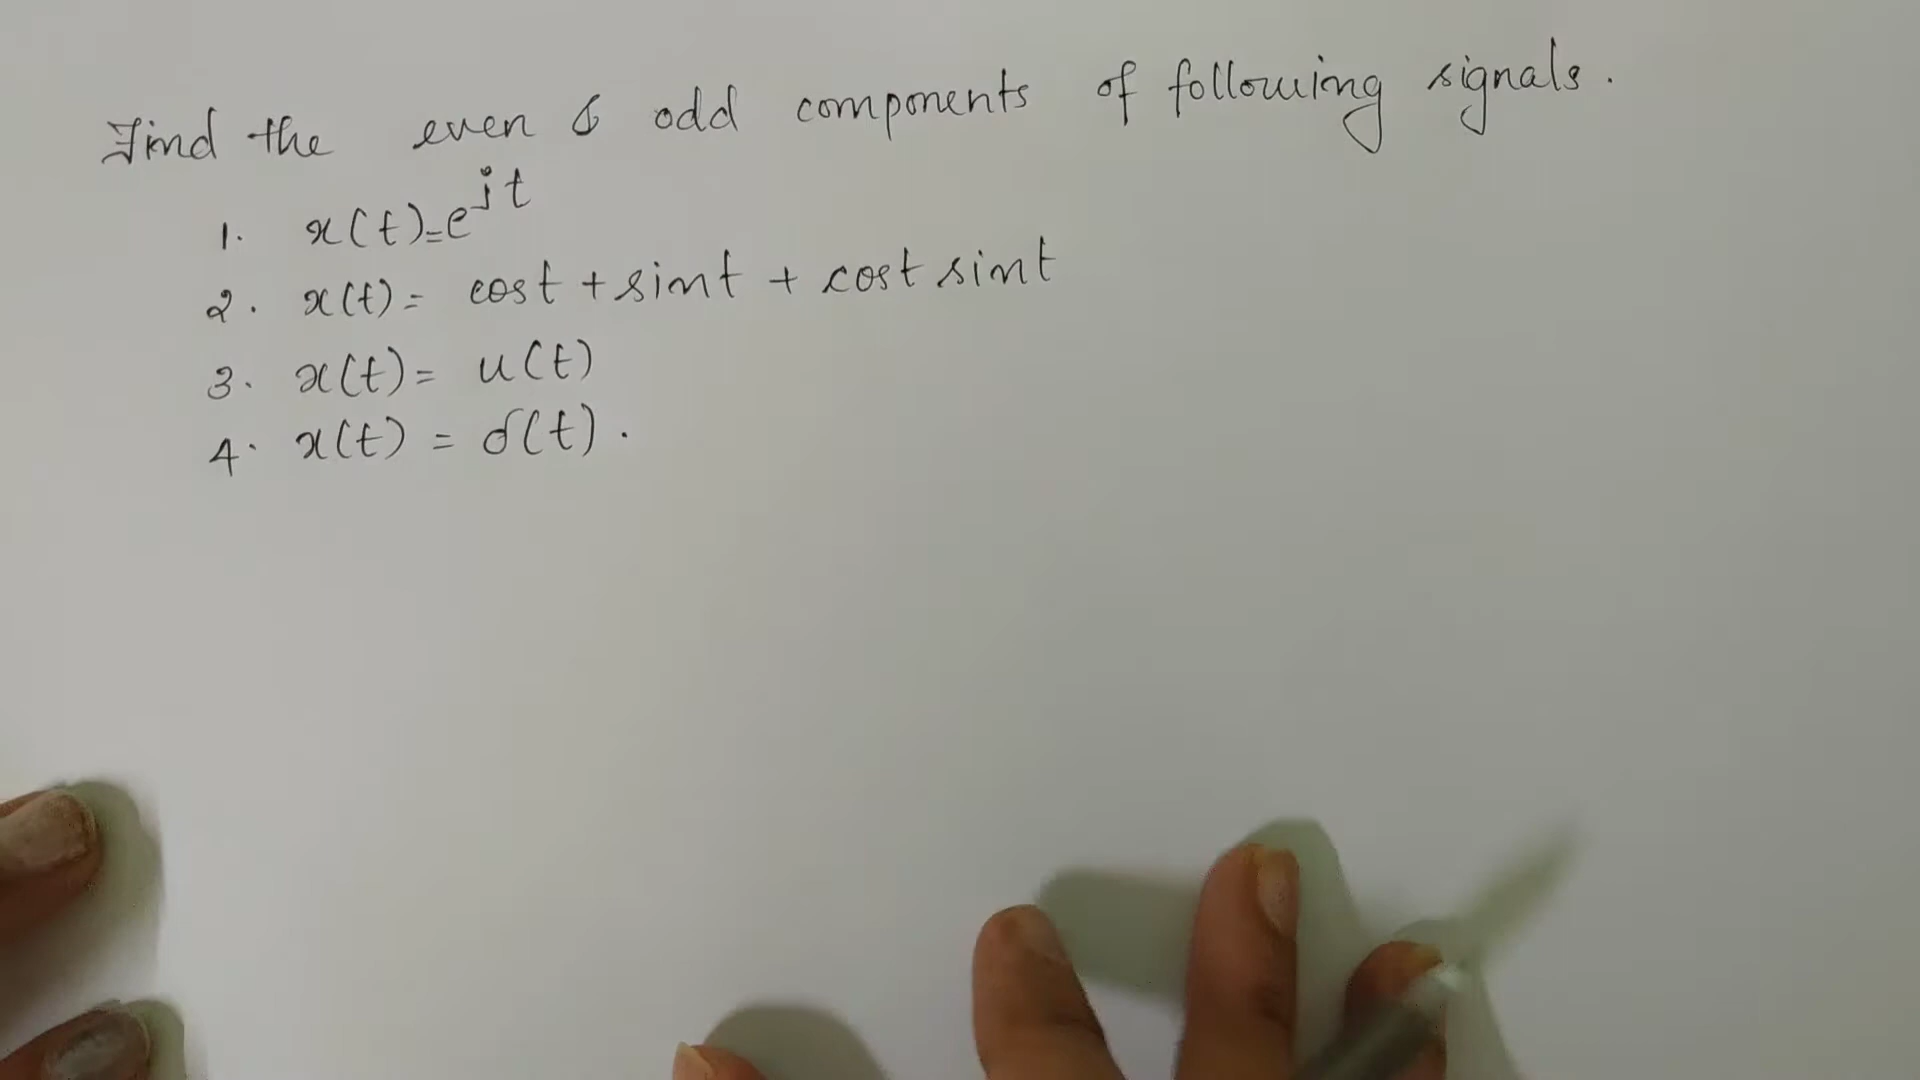 Find the even & odd components of following signals.
1. x(t)=e^jt
2. x(t)= cost + sint + cost sint
3. x(t)= u(t)
4. x(t) = δ(t).